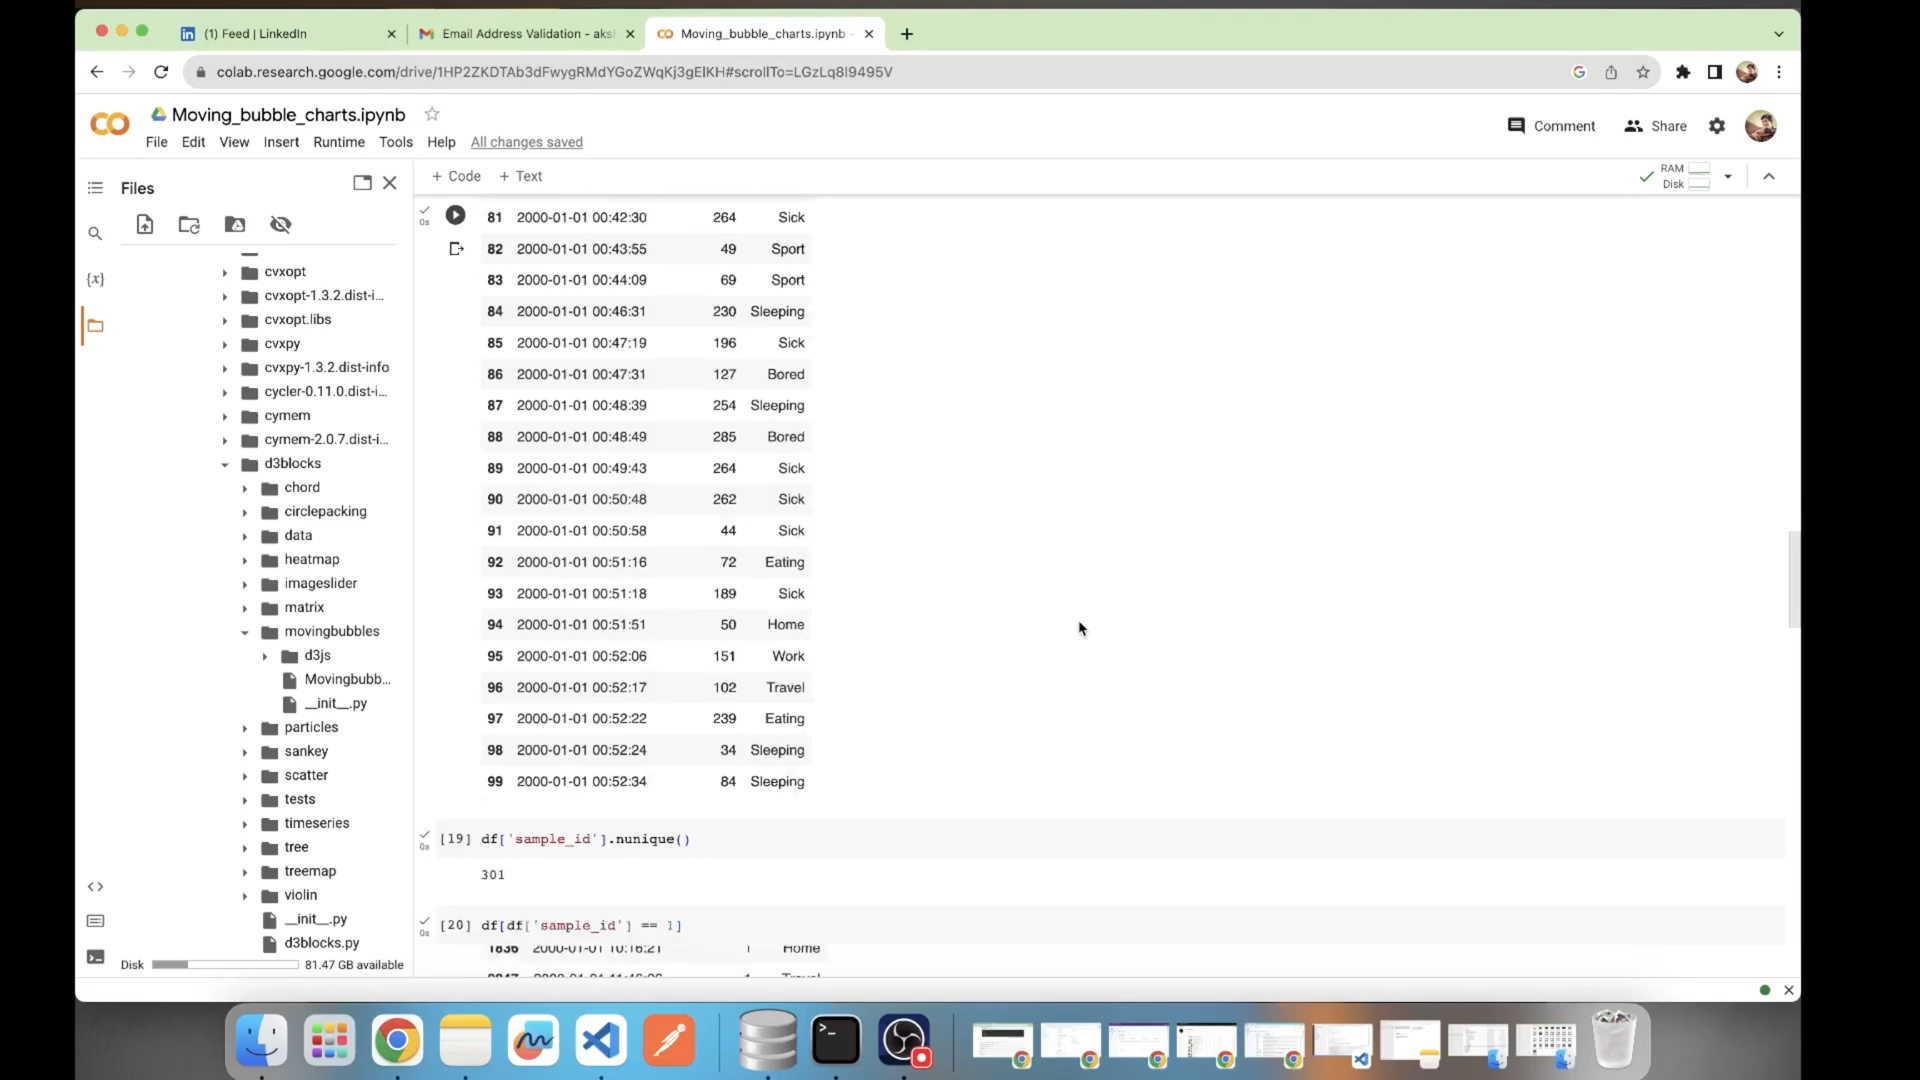 (1) Feed | LinkedIn
Email Address Validation - aks
Moving_bubble_charts.ipynb -
colab.research.google.com/drive/1HP2ZKDTAb3dFwygRMdYGoZWqKj3gElKH#scrollTo=LGzLq8I9495V
Moving_bubble_charts.ipynb
Comment
Share
File Edit View Insert Runtime Tools Help All changes saved
Files
+ Code + Text
RAM
Disk
81 2000-01-01 00:42:30 264 Sick
82 2000-01-01 00:43:55 49 Sport
83 2000-01-01 00:44:09 69 Sport
84 2000-01-01 00:46:31 230 Sleeping
85 2000-01-01 00:47:19 196 Sick
86 2000-01-01 00:47:31 127 Bored
87 2000-01-01 00:48:39 254 Sleeping
88 2000-01-01 00:48:49 285 Bored
89 2000-01-01 00:49:43 264 Sick
90 2000-01-01 00:50:48 262 Sick
91 2000-01-01 00:50:58 44 Sick
92 2000-01-01 00:51:16 72 Eating
93 2000-01-01 00:51:18 189 Sick
94 2000-01-01 00:51:51 50 Home
95 2000-01-01 00:52:06 151 Work
96 2000-01-01 00:52:17 102 Travel
97 2000-01-01 00:52:22 239 Eating
98 2000-01-01 00:52:24 34 Sleeping
99 2000-01-01 00:52:34 84 Sleeping
0s
[19] df['sample_id'].nunique()
0s
301
[20] df[df['sample_id'] == 1]
0s
1836 2000-01-01 10:16:21 1 Home
{x}
cvxopt
cvxopt-1.3.2.dist-i...
cvxopt.libs
cvxpy
cvxpy-1.3.2.dist-info
cycler-0.11.0.dist-i...
cymem
cymem-2.0.7.dist-i...
d3blocks
chord
circlepacking
data
heatmap
imageslider
matrix
movingbubbles
d3js
Movingbubb...
__init__.py
particles
sankey
scatter
tests
timeseries
tree
treemap
violin
__init__.py
d3blocks.py
Disk 81.47 GB available